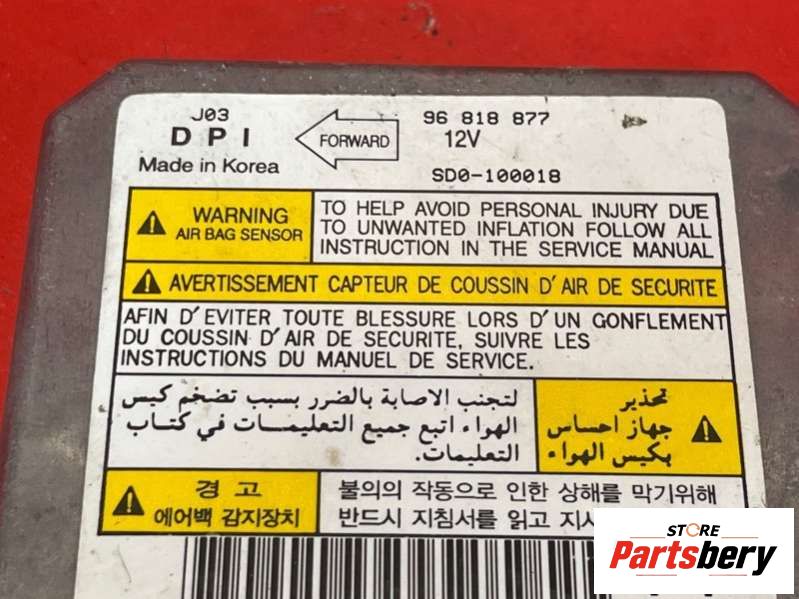 J03 96 818 877
DPI FORWARD 12V
Made in Korea SD0-100018
WARNING
AIR BAG SENSOR
TO HELP AVOID PERSONAL INJURY DUE
TO UNWANTED INFLATION FOLLOW ALL
INSTRUCTION IN THE SERVICE MANUAL
AVERTISSEMENT CAPTEUR DE COUSSIN D'AIR DE SECURITE
AFIN D'EVITER TOUTE BLESSURE LORS D'UN GONFLEMENT
DU COUSSIN D'AIR DE SECURITE, SUIVRE LES
INSTRUCTIONS DU MANUEL DE SERVICE.
تحذير
جهاز احساس
بكيس الهواء
لتجنب الاصابة بالضرر بسبب تضخم كيس
الهواء اتبع جميع التعليمات في كتاب
التعليمات.
경 고
에어백 감지장치
불의의 작동으로 인한 상해를 막기위해
반드시 지침서를 읽고
STORE
Partsbery